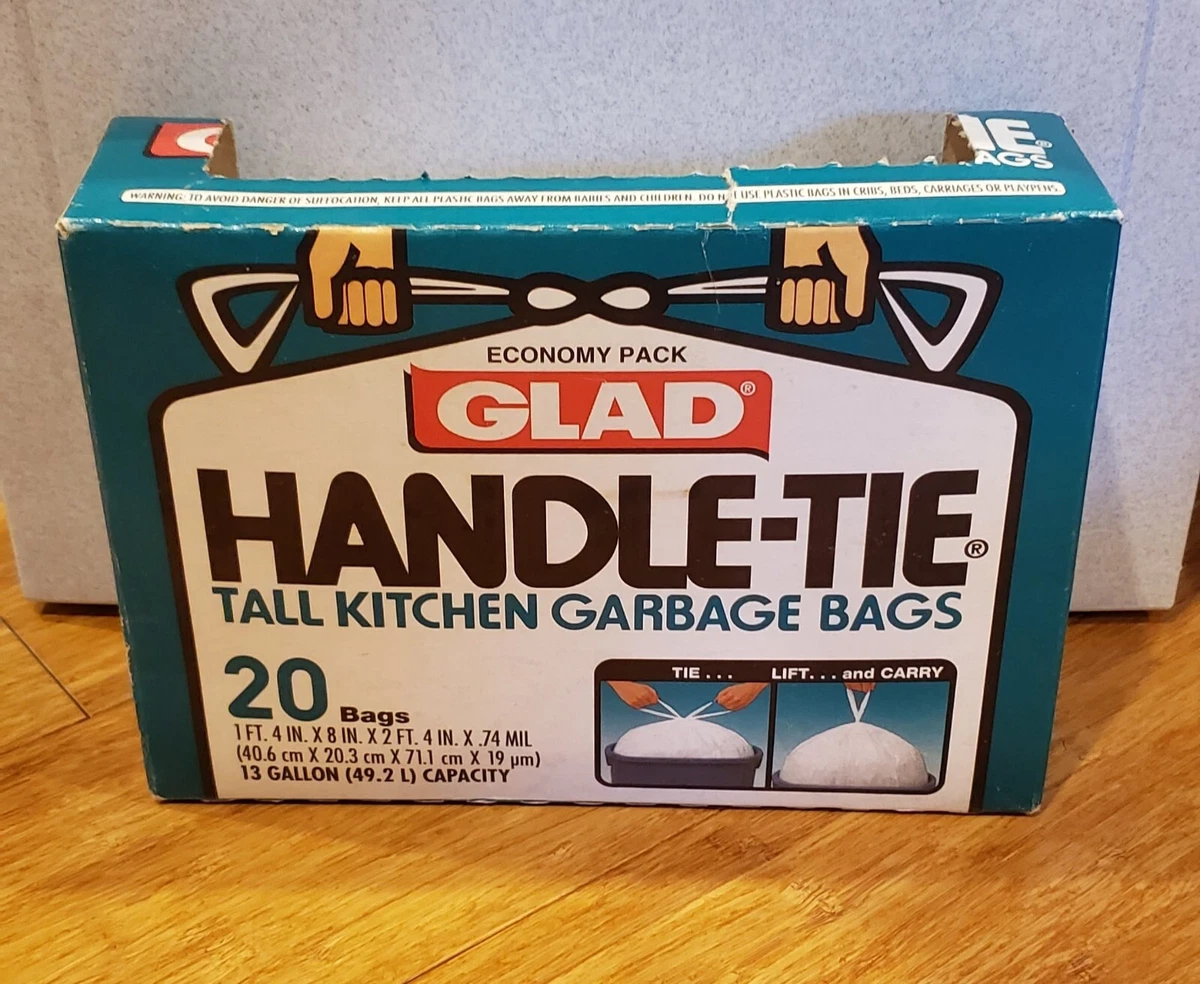 IE®
AGS
WARNING: TO AVOID DANGER OF SUFFOCATION, KEEP ALL PLASTIC BAGS AWAY FROM BABIES AND CHILDREN. DO N T USE PLASTIC BAGS IN CRIBS, BEDS, CARRIAGES OR PLAYPENS
ECONOMY PACK
GLAD®
HANDLE-TIE®
TALL KITCHEN GARBAGE BAGS
20 Bags
1 FT. 4 IN. X 8 IN. X 2 FT. 4 IN. X .74 MIL
(40.6 cm X 20.3 cm X 71.1 cm X 19 µm)
13 GALLON (49.2 L) CAPACITY
TIE . . . LIFT. . . and CARRY